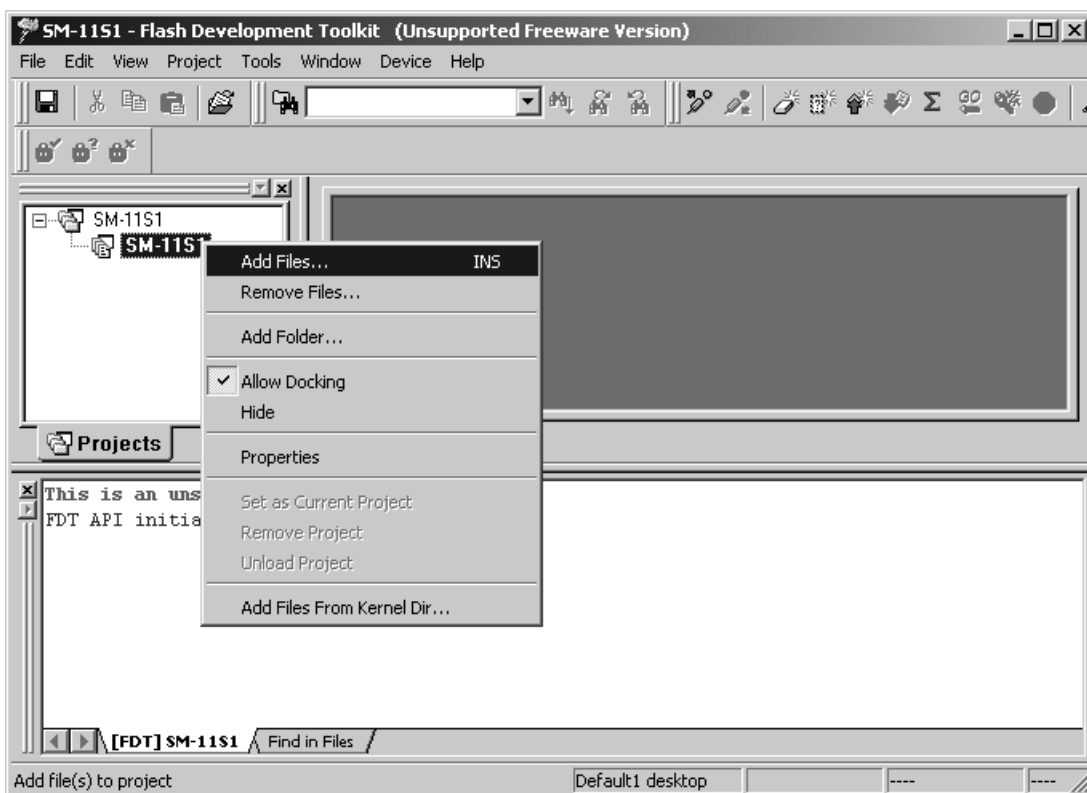 SM-11S1 - Flash Development Toolkit (Unsupported Freeware Version)
File Edit View Project Tools Window Device Help
SM-11S1
SM-11S1
Add Files... INS
Remove Files...
Add Folder...
Allow Docking
Hide
Properties
Set as Current Project
Remove Project
Unload Project
Add Files From Kernel Dir...
Projects
This is an uns
FDT API initia
[FDT] SM-11S1 Find in Files
Add file(s) to project Default1 desktop ---- ----